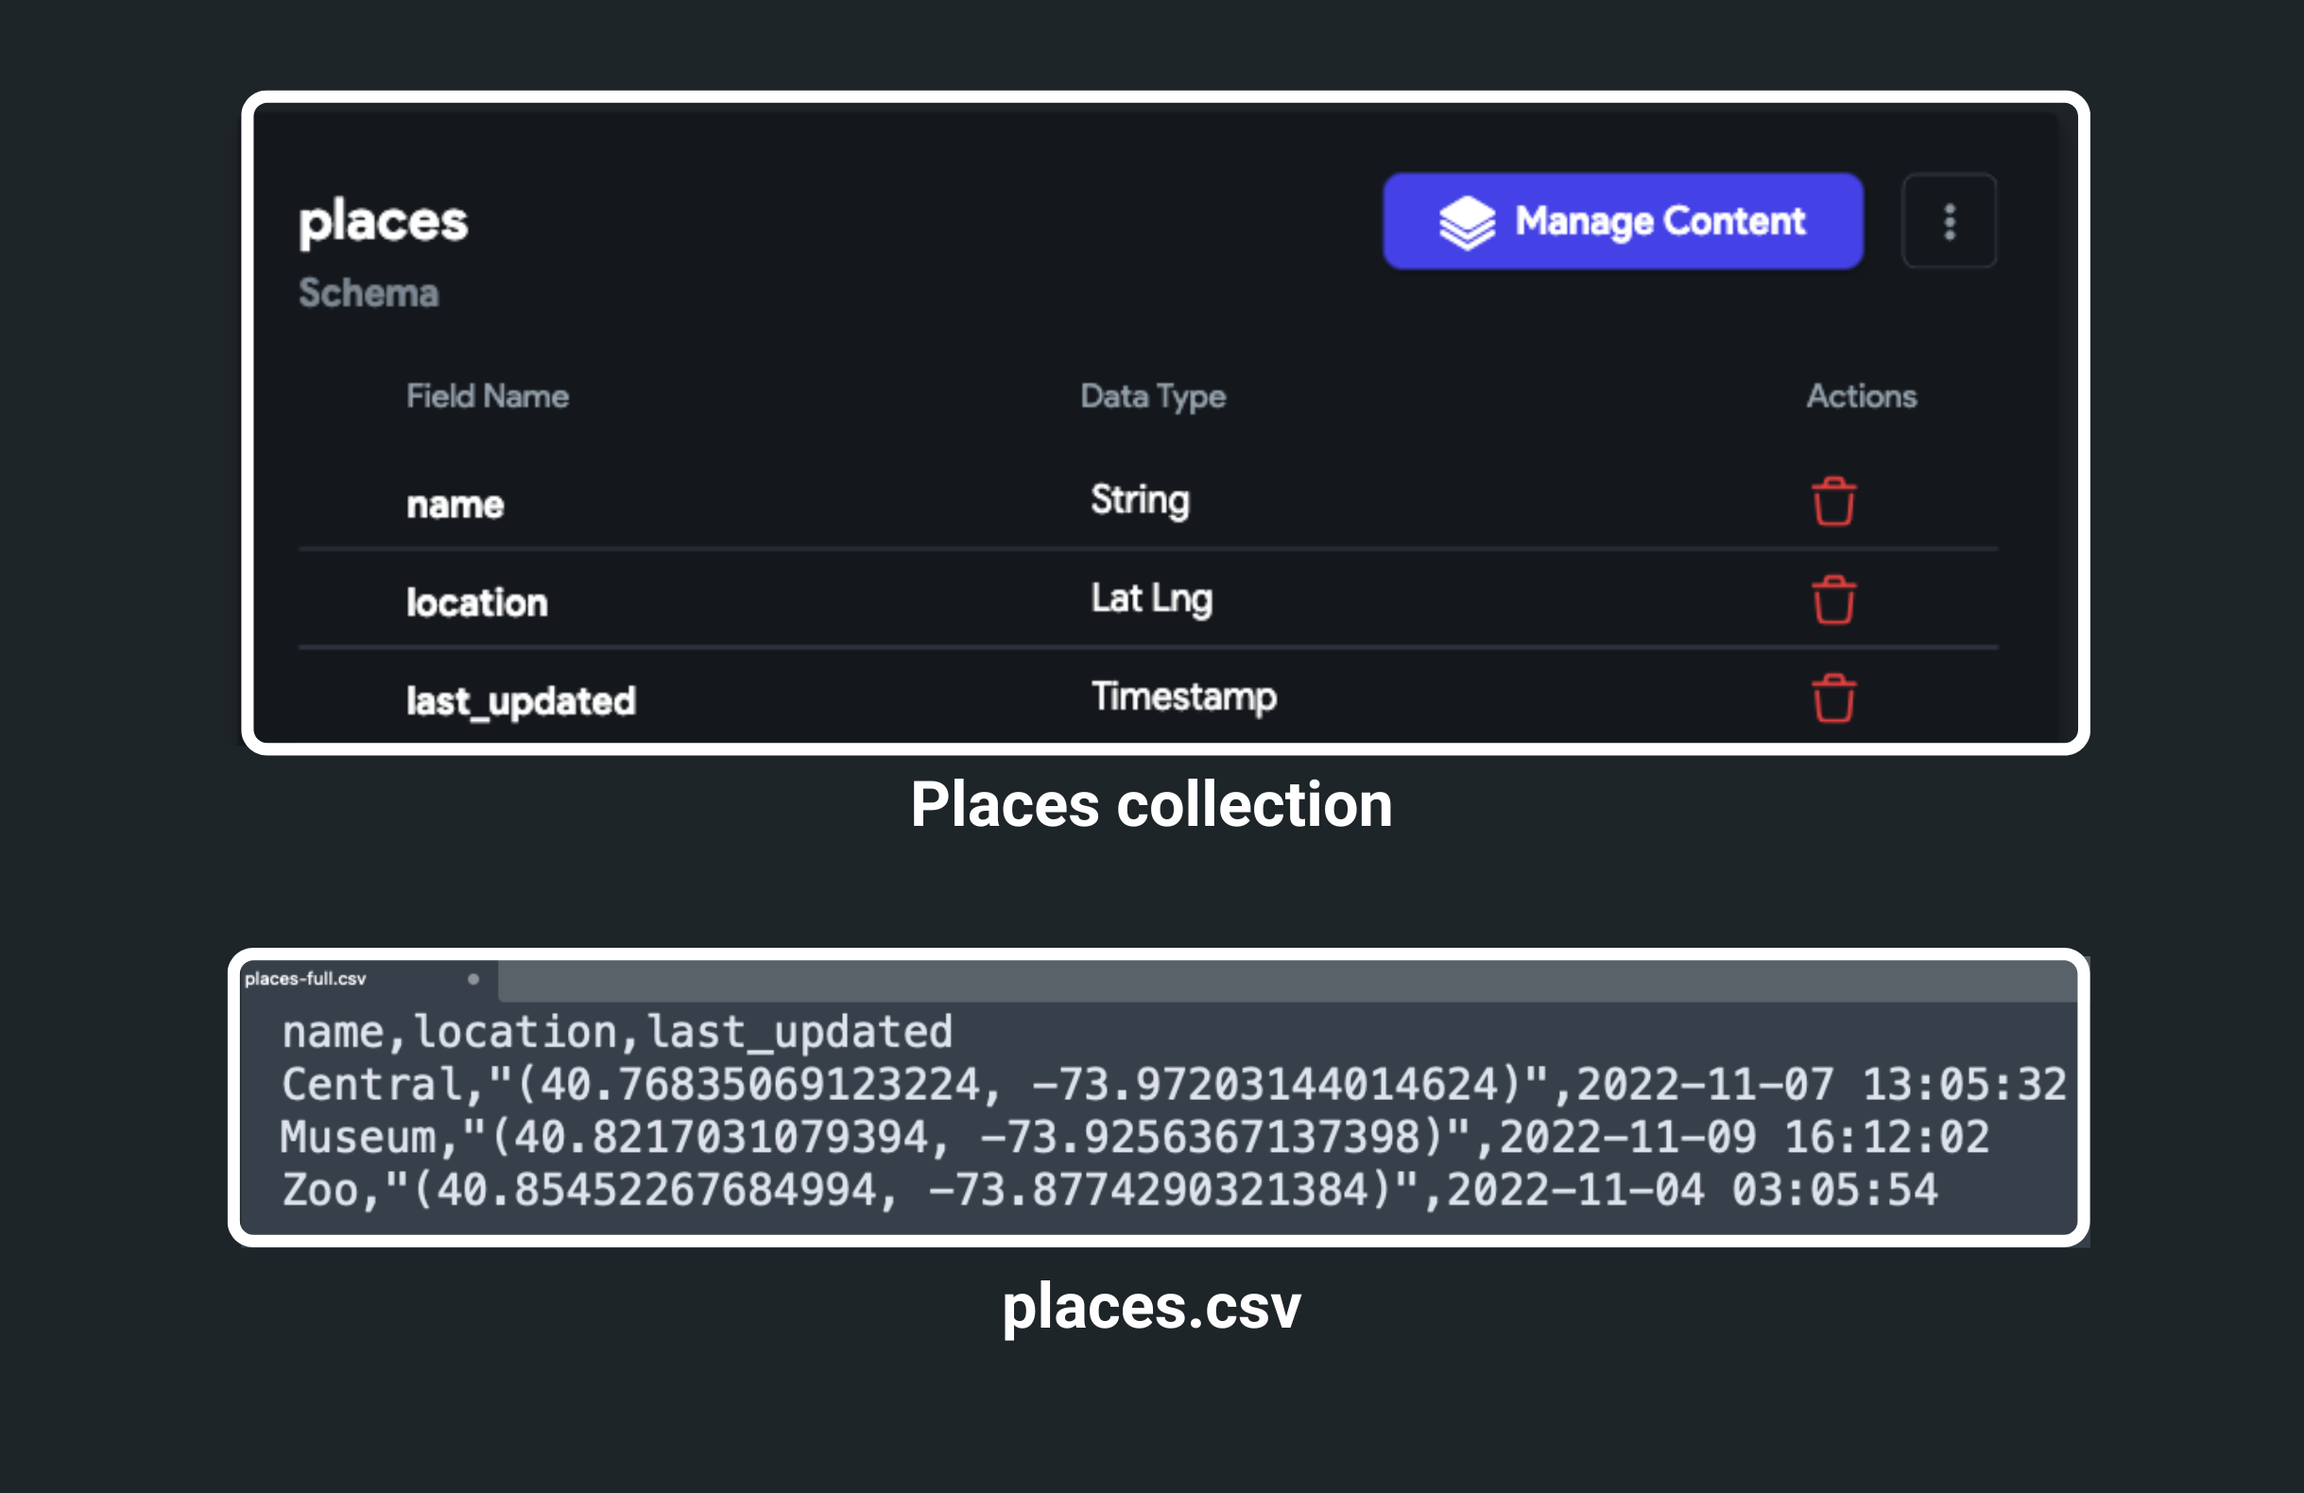 places
Manage Content
Schema
Field Name Data Type Actions
name String
location Lat Lng
last_updated Timestamp
Places collection
places-full.csv
name,location,last_updated
Central,"(40.76835069123224, -73.97203144014624)",2022-11-07 13:05:32
Museum,"(40.8217031079394, -73.9256367137398)",2022-11-09 16:12:02
Zoo,"(40.85452267684994, -73.8774290321384)",2022-11-04 03:05:54
places.csv